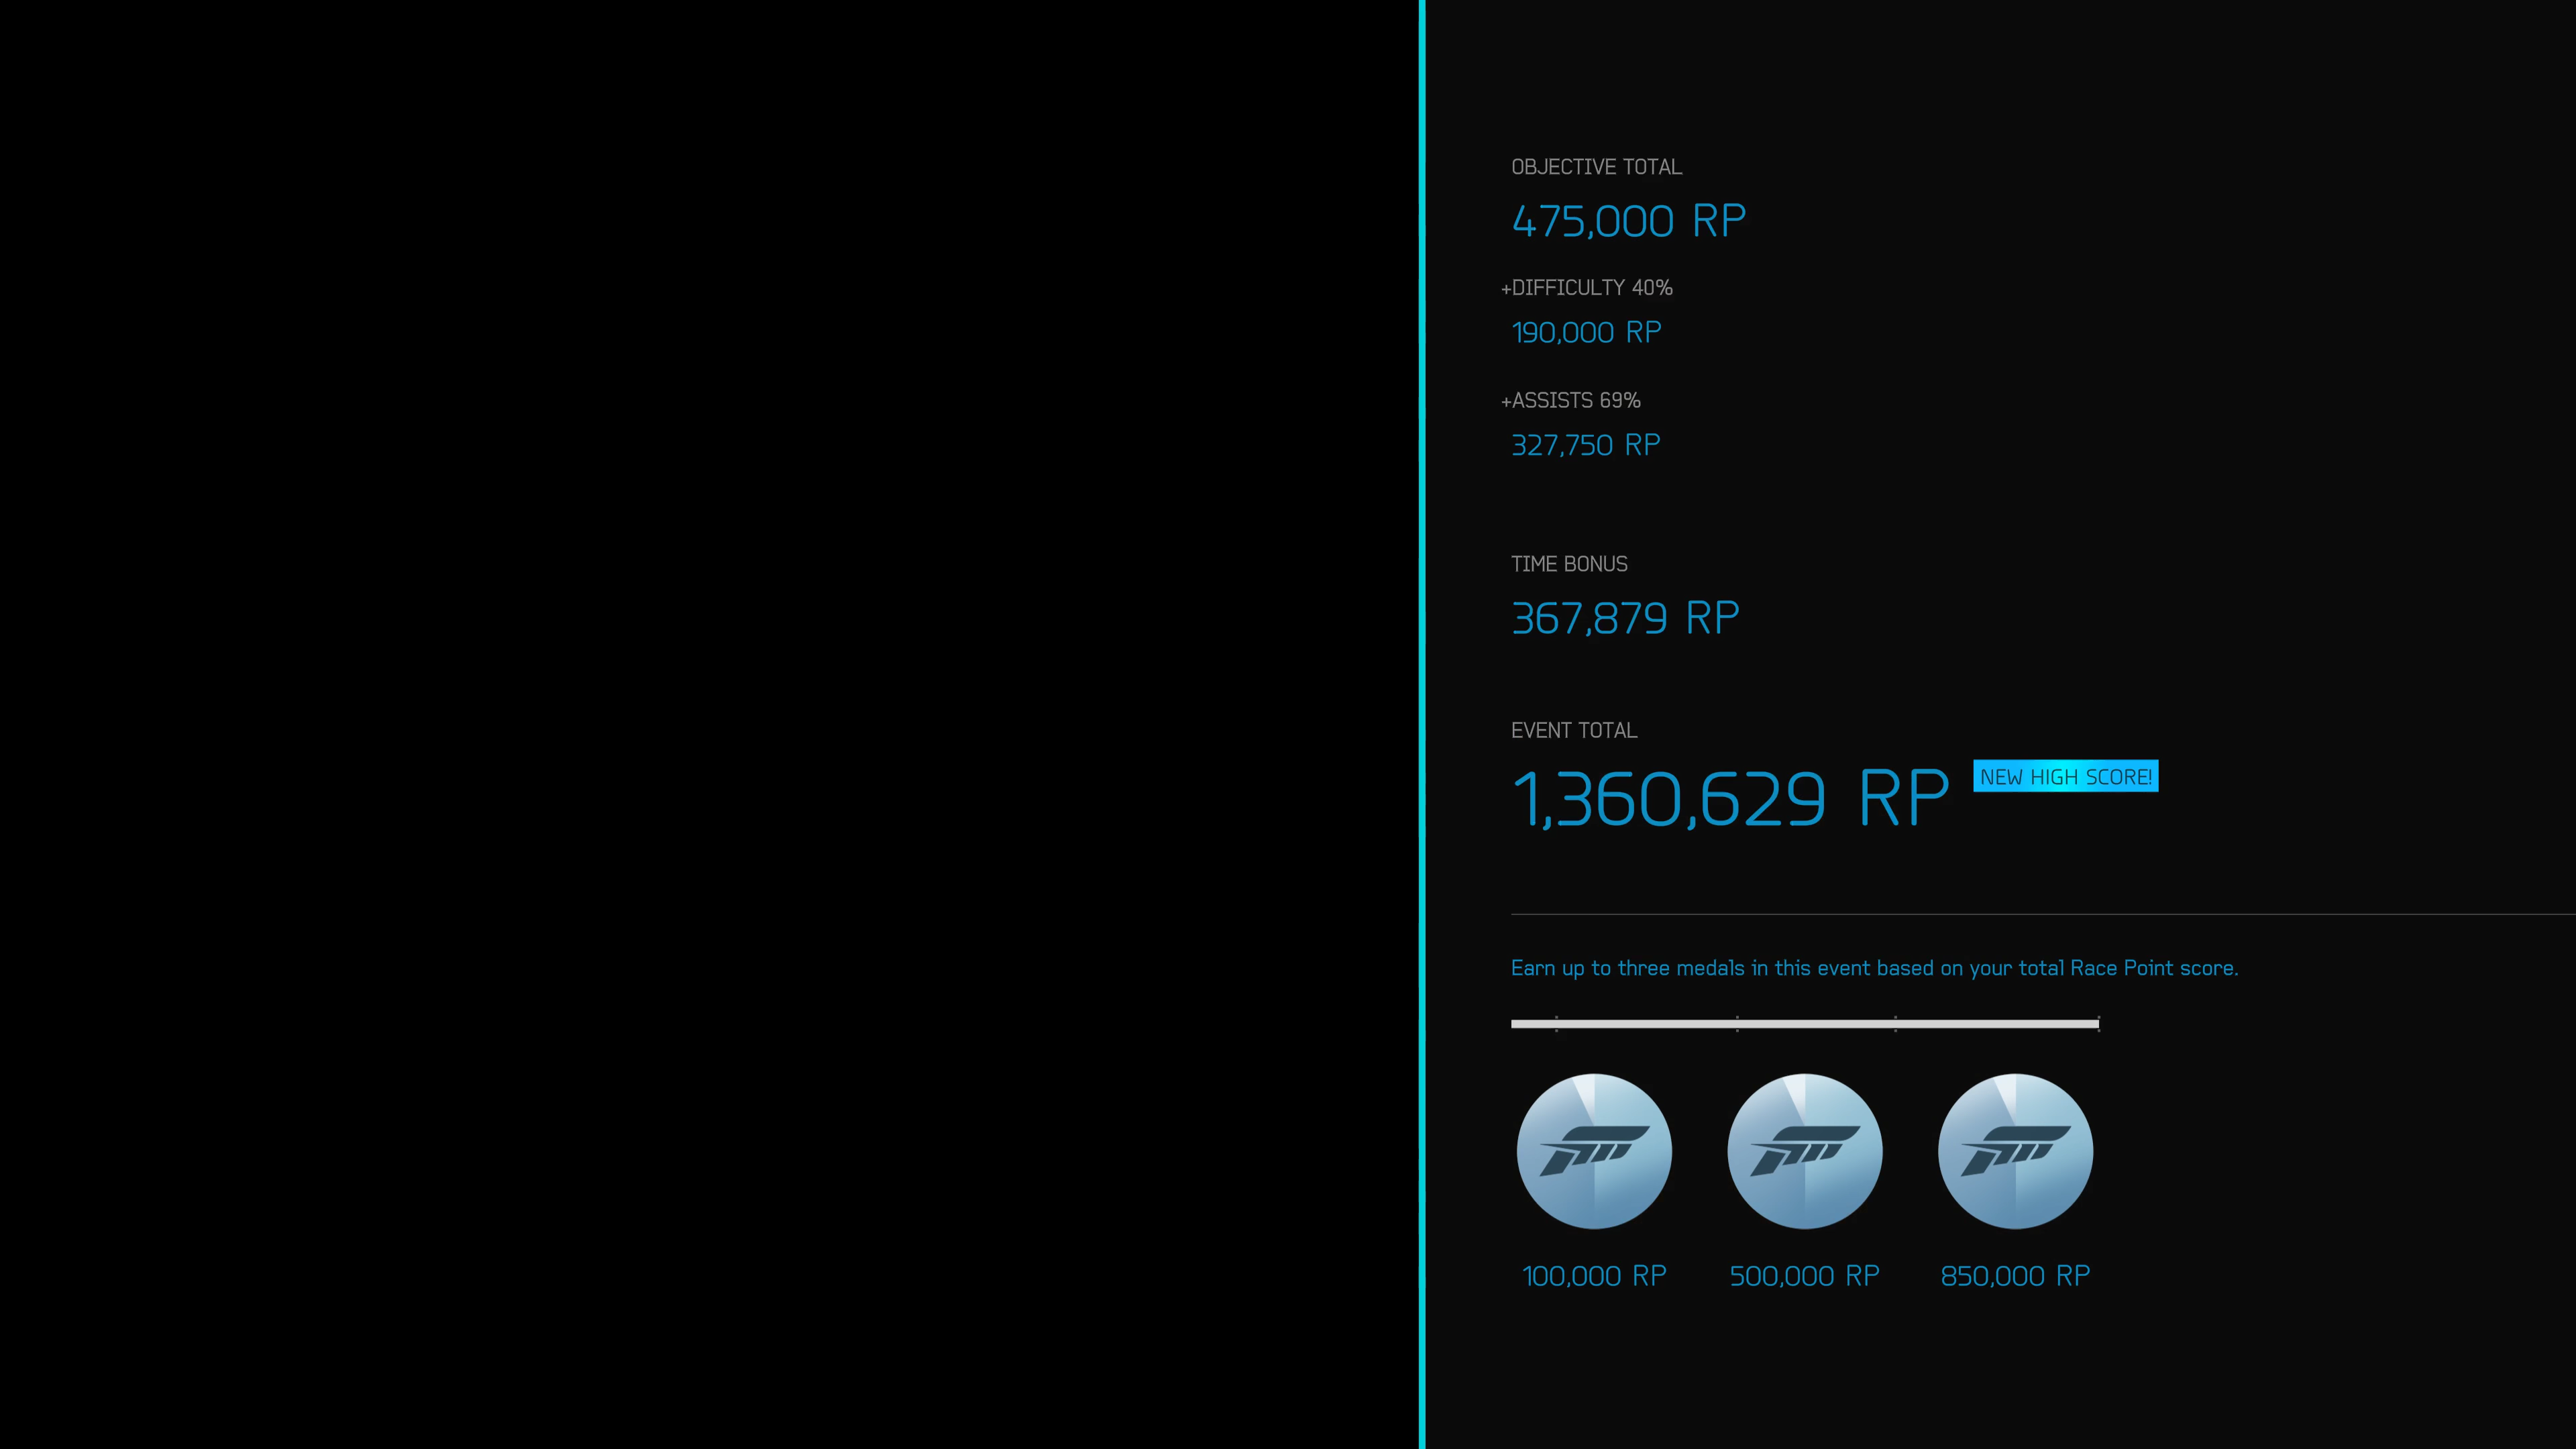 OBJECTIVE TOTAL
475,000 RP
+DIFFICULTY 40%
190,000 RP
+ASSISTS 69%
327,750 RP
TIME BONUS
367,879 RP
EVENT TOTAL
1,360,629 RP NEW HIGH SCORE!
Earn up to three medals in this event based on your total Race Point score.
100,000 RP 500,000 RP 850,000 RP